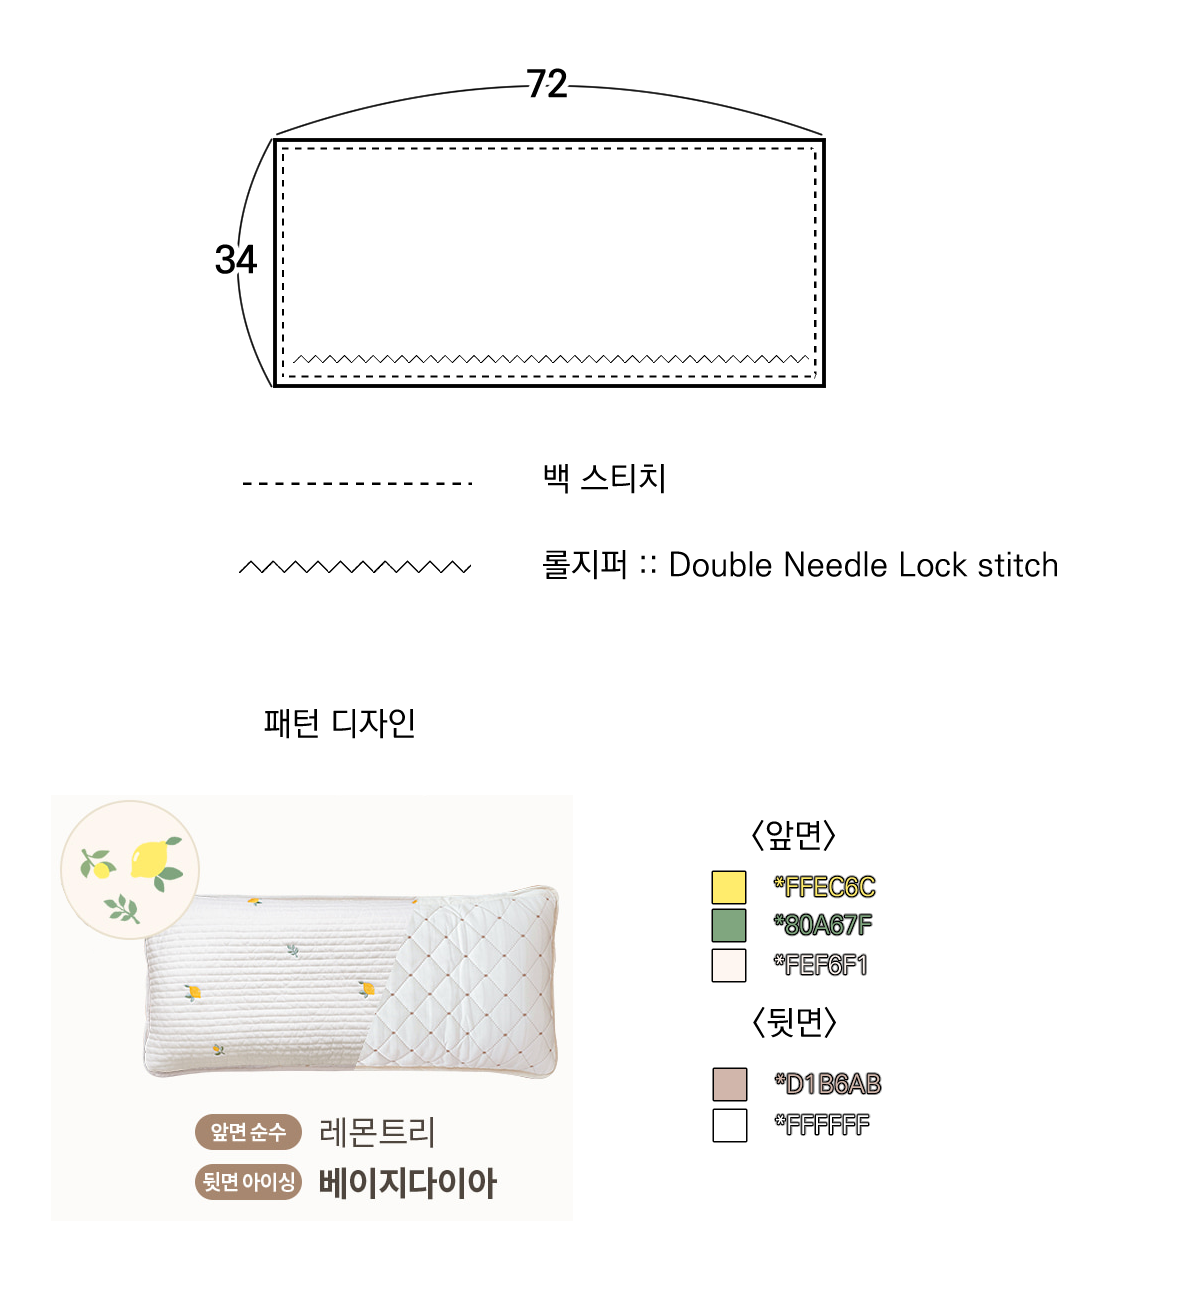 72
34
백 스티치
롤지퍼 :: Double Needle Lock stitch
패턴 디자인
<앞면>
*FFEC6C
*80A67F
*FEF6F1
<뒷면>
*D1B6AB
*FFFFFF
앞면 순수 레몬트리
뒷면 아이싱 베이지다이아